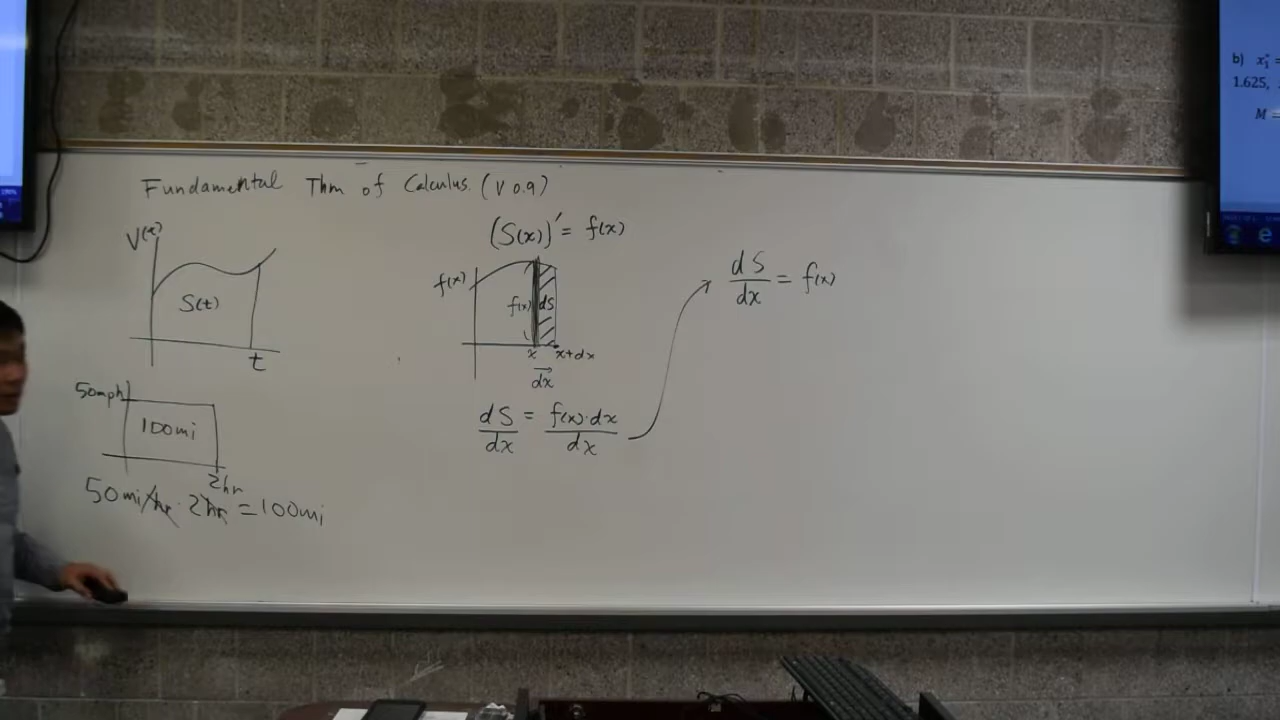 Fundamental Thm of Calculus (V 0.9)
V(t)
S(t)
t
50mph
100mi
2hr
50mi/hr · 2hr = 100mi
(S(x))' = f(x)
f(x)
f(x) dS
x x+dx
dx
dS/dx = f(x)·dx/dx
dS/dx = f(x)
b) x₁* =
1.625,
M =